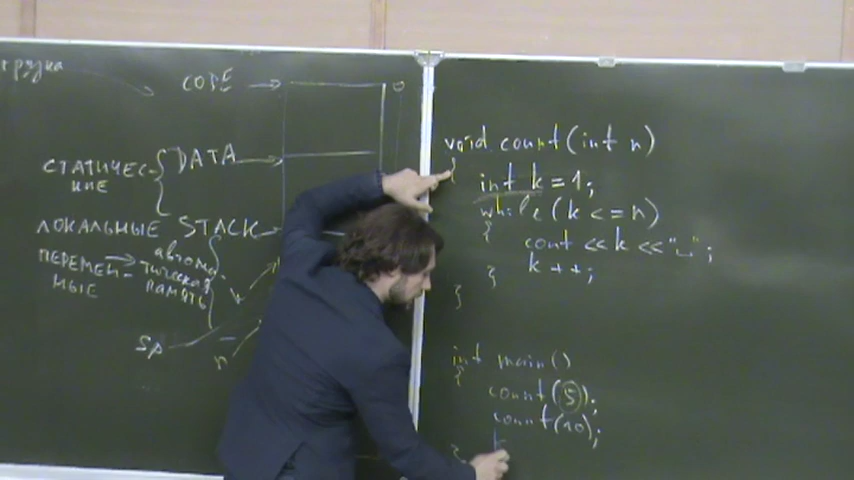 CODE
СТАТИЧЕС-
КИЕ
DATA
ЛОКАЛЬНЫЕ
STACK
ПЕРЕМЕН-
НЫЕ
автома-
тическая
память
k
SP
n
void count(int n)
{
int k = 1;
while (k <= n)
{
cout << k << "␣";
k ++;
}
}
int main()
{
count(5);
count(10);
}